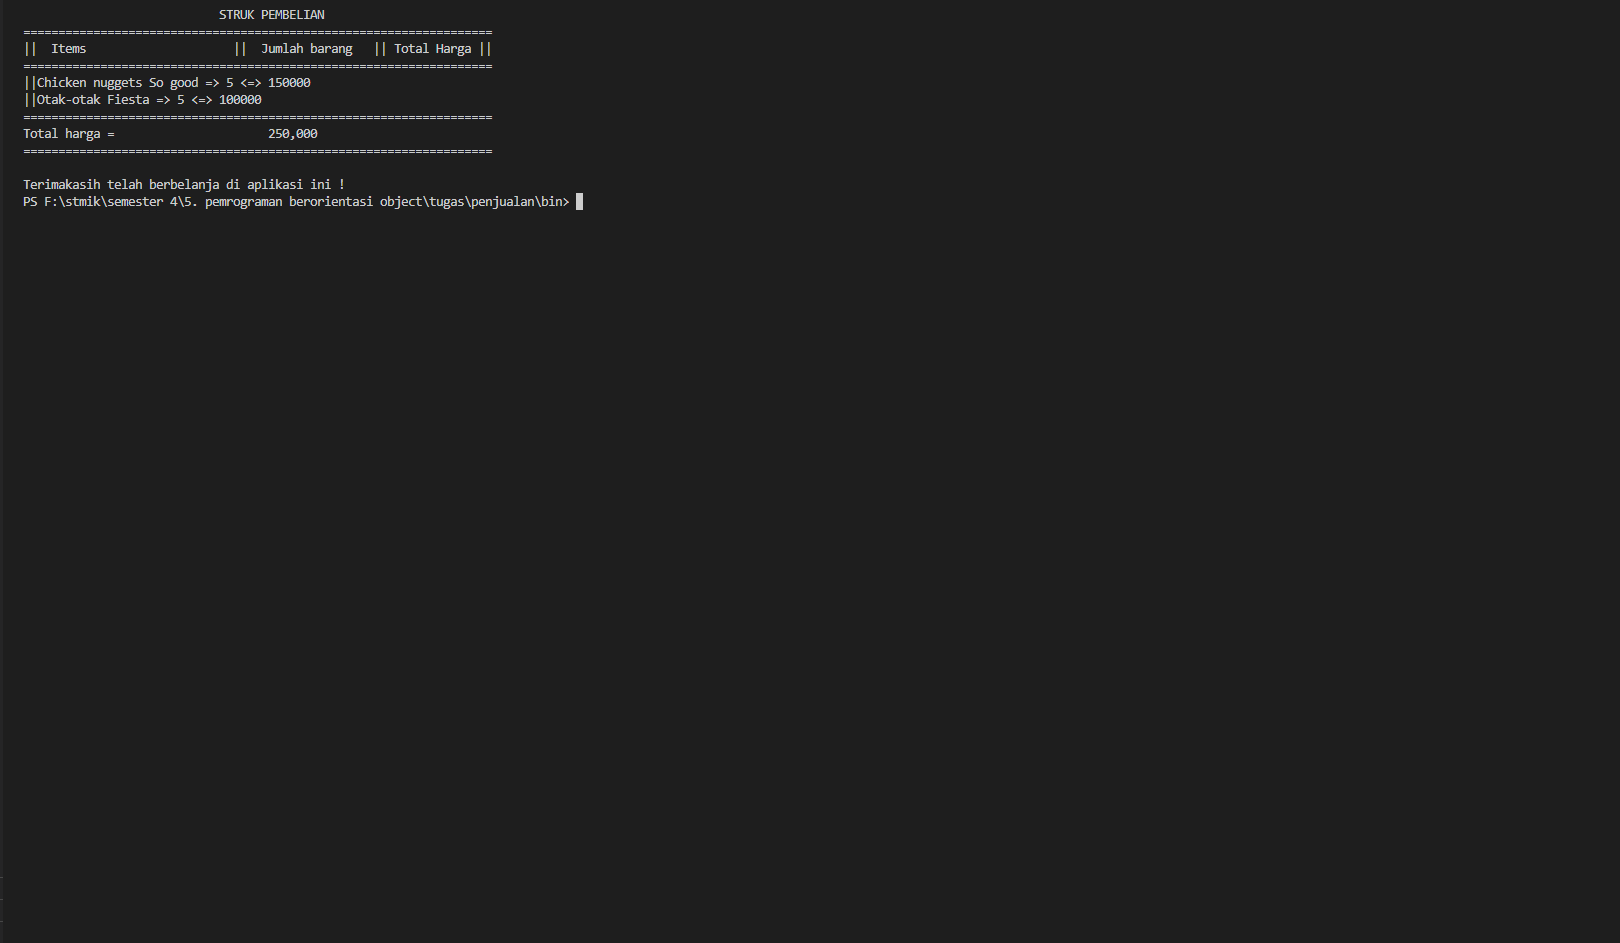 STRUK PEMBELIAN
===================================================================
||  Items                     ||  Jumlah barang   || Total Harga ||
===================================================================
||Chicken nuggets So good => 5 <=> 150000
||Otak-otak Fiesta => 5 <=> 100000
===================================================================
Total harga =                      250,000
===================================================================
Terimakasih telah berbelanja di aplikasi ini !
PS F:\stmik\semester 4\5. pemrograman berorientasi object\tugas\penjualan\bin>